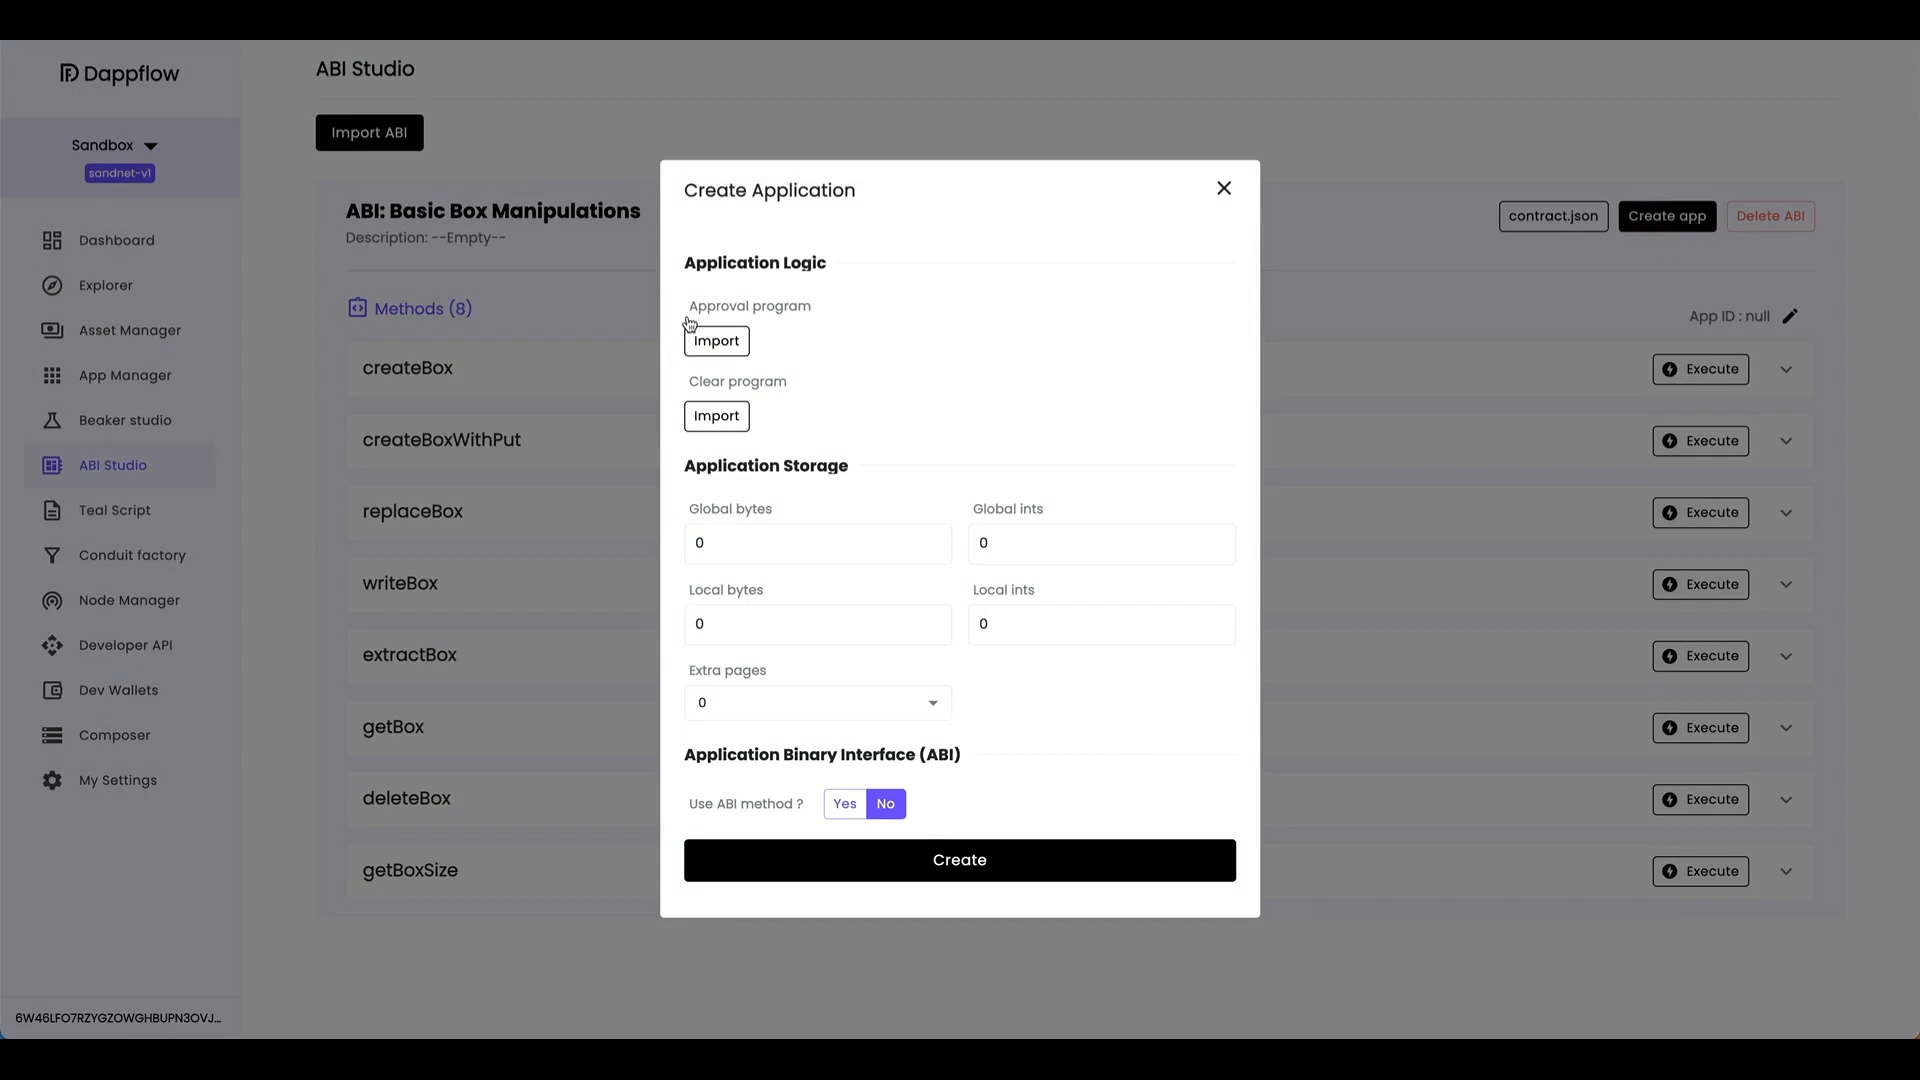 Dappflow
Sandbox
sandnet-v1
Dashboard
Explorer
Asset Manager
App Manager
Beaker studio
ABI Studio
Teal Script
Conduit factory
Node Manager
Developer API
Dev Wallets
Composer
My Settings
6W46LFO7RZYGZOWGHBUPN3OVJ...
ABI Studio
Import ABI
ABI: Basic Box Manipulations
Description: --Empty--
contract.json
Create app
Delete ABI
Methods (8)
App ID : null
createBox
Execute
createBoxWithPut
Execute
replaceBox
Execute
writeBox
Execute
extractBox
Execute
getBox
Execute
deleteBox
Execute
getBoxSize
Execute
Create Application
Application Logic
Approval program
Import
Clear program
Import
Application Storage
Global bytes
0
Global ints
0
Local bytes
0
Local ints
0
Extra pages
0
Application Binary Interface (ABI)
Use ABI method ?
Yes
No
Create